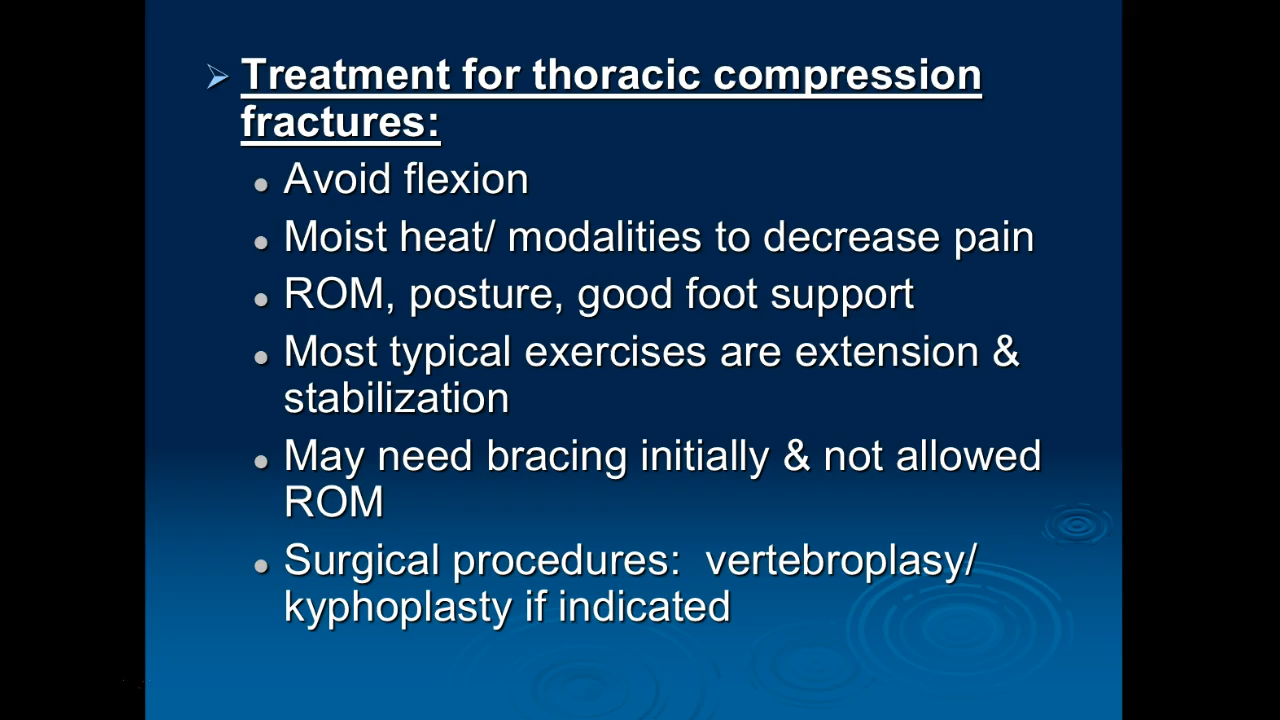 Treatment for thoracic compression
fractures:
Avoid flexion
Moist heat/ modalities to decrease pain
ROM, posture, good foot support
Most typical exercises are extension &
stabilization
May need bracing initially & not allowed
ROM
Surgical procedures:  vertebroplasy/
kyphoplasty if indicated